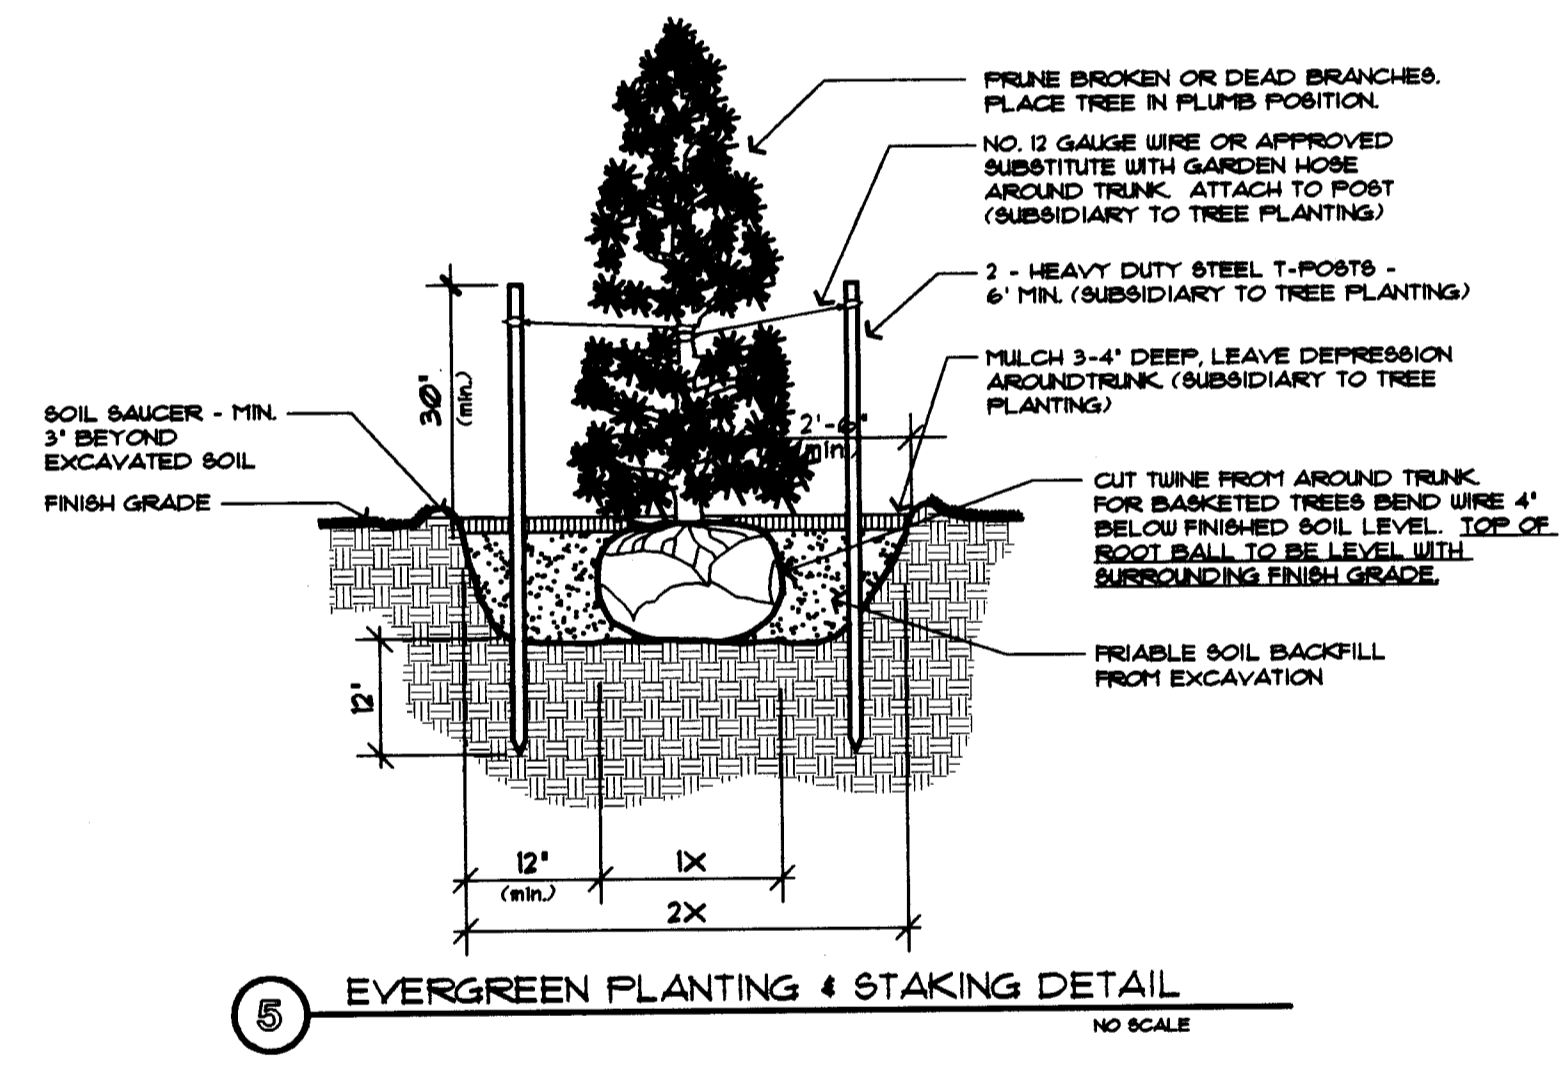 PRUNE BROKEN OR DEAD BRANCHES.
PLACE TREE IN PLUMB POSITION.
NO. 12 GAUGE WIRE OR APPROVED
SUBSTITUTE WITH GARDEN HOSE
AROUND TRUNK. ATTACH TO POST
(SUBSIDIARY TO TREE PLANTING)
2 - HEAVY DUTY STEEL T-POSTS -
6' MIN. (SUBSIDIARY TO TREE PLANTING)
MULCH 3-4" DEEP, LEAVE DEPRESSION
AROUNDTRUNK. (SUBSIDIARY TO TREE
PLANTING)
30"
(min.)
2'-6"
(min.)
SOIL SAUCER - MIN.
3" BEYOND
EXCAVATED SOIL
FINISH GRADE
CUT TWINE FROM AROUND TRUNK.
FOR BASKETED TREES BEND WIRE 4"
BELOW FINISHED SOIL LEVEL. TOP OF
ROOT BALL TO BE LEVEL WITH
SURROUNDING FINISH GRADE.
FRIABLE SOIL BACKFILL
FROM EXCAVATION
12"
12"
(min.)
1X
2X
5
EVERGREEN PLANTING & STAKING DETAIL
NO SCALE